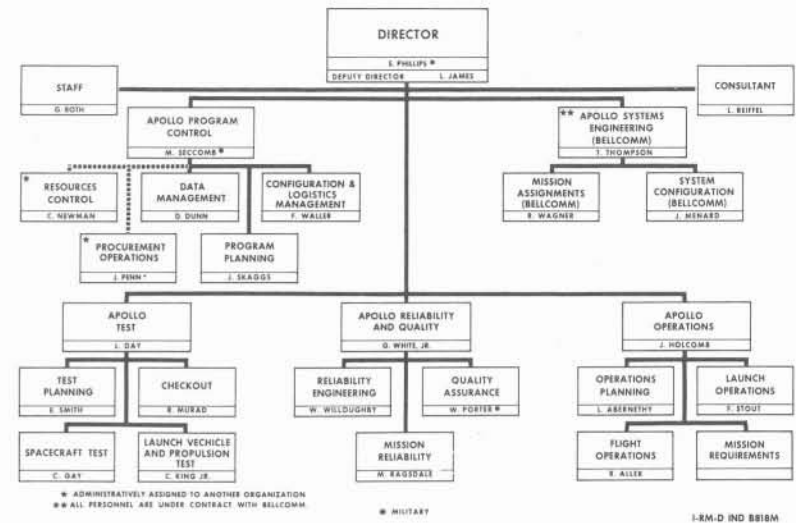 DIRECTOR
S. PHILLIPS ⊛
DEPUTY DIRECTOR L. JAMES
STAFF
G. ROTH
CONSULTANT
L. REIFFEL
APOLLO PROGRAM
CONTROL
M. SECCOMB ⊛
** APOLLO SYSTEMS
ENGINEERING
(BELLCOMM)
T. THOMPSON
* RESOURCES
CONTROL
C. NEWMAN
DATA
MANAGEMENT
D. DUNN
CONFIGURATION &
LOGISTICS
MANAGEMENT
F. WALLER
MISSION
ASSIGNMENTS
(BELLCOMM)
R. WAGNER
SYSTEM
CONFIGURATION
(BELLCOMM)
J. MENARD
* PROCUREMENT
OPERATIONS
J. PENN *
PROGRAM
PLANNING
J. SKAGGS
APOLLO
TEST
L. DAY
APOLLO RELIABILITY
AND QUALITY
G. WHITE, JR.
APOLLO
OPERATIONS
J. HOLCOMB
TEST
PLANNING
E. SMITH
CHECKOUT
R. MURAD
RELIABILITY
ENGINEERING
W. WILLOUGHBY
QUALITY
ASSURANCE
W. PORTER ⊛
OPERATIONS
PLANNING
L. ABERNETHY
LAUNCH
OPERATIONS
F. STOUT
SPACECRAFT TEST
C. GAY
LAUNCH VECHICLE
AND PROPULSION
TEST
C. KING JR.
MISSION
RELIABILITY
M. RAGSDALE
FLIGHT
OPERATIONS
R. ALLER
MISSION
REQUIREMENTS
* ADMINISTRATIVELY ASSIGNED TO ANOTHER ORGANIZATION
** ALL PERSONNEL ARE UNDER CONTRACT WITH BELLCOMM.
⊛ MILITARY
I-RM-D IND B818M